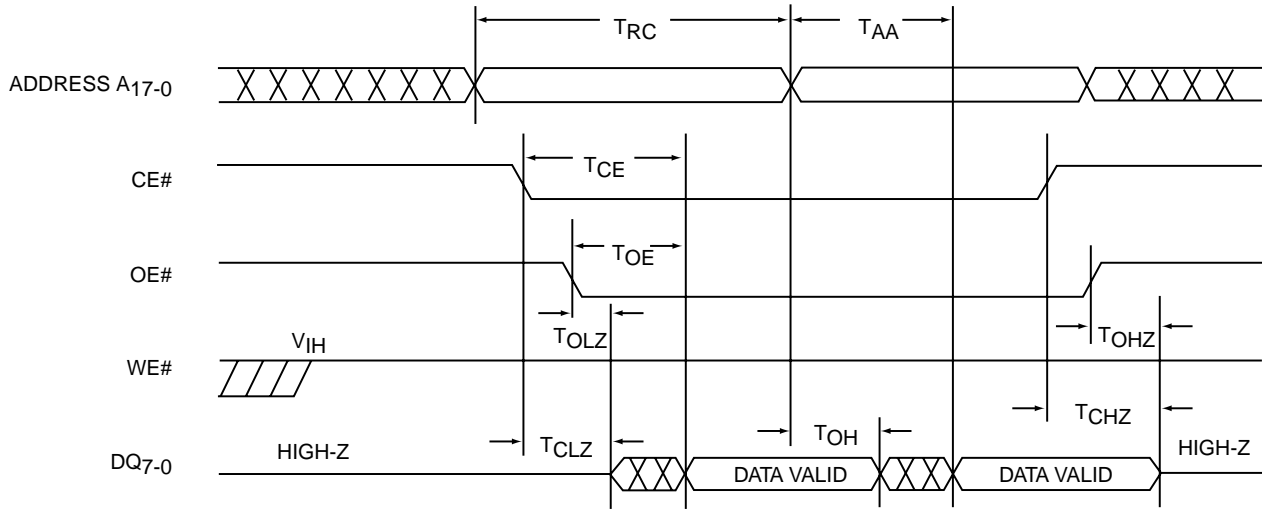 TRC TAA
ADDRESS A17-0
TCE
CE#
TOE
OE#
TOLZ TOHZ
VIH
WE#
TCHZ
TCLZ TOH
HIGH-Z HIGH-Z
DQ7-0
DATA VALID DATA VALID